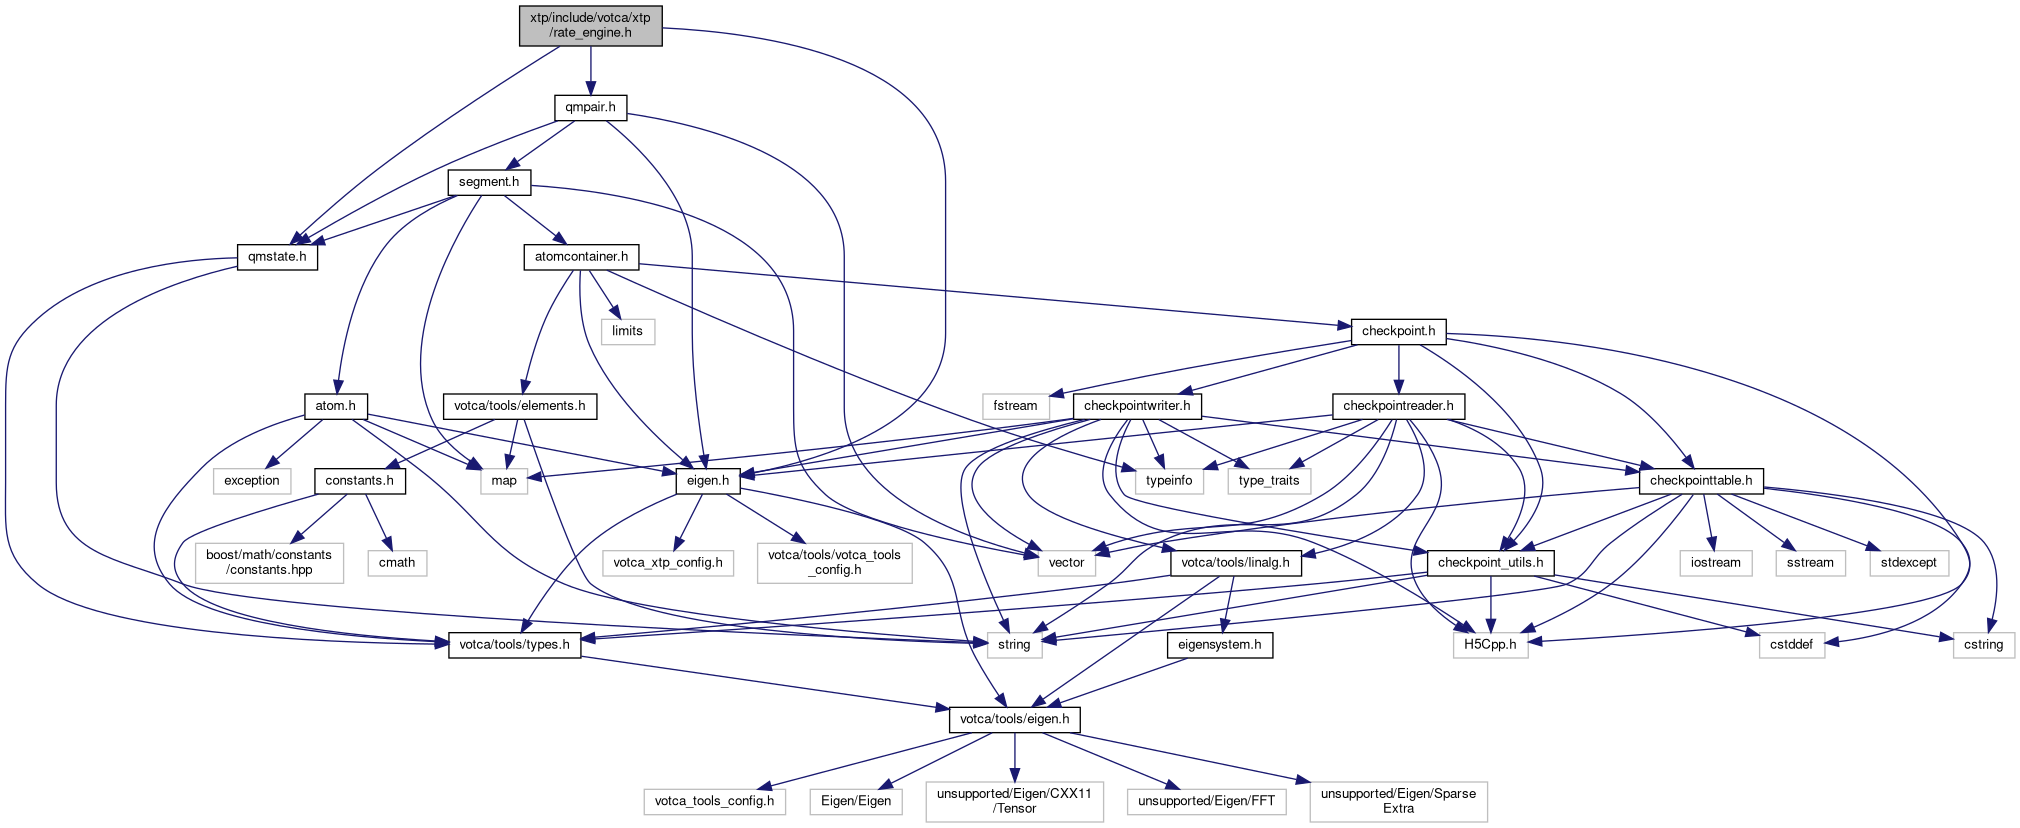 xtp/include/votca/xtp
/rate_engine.h
qmpair.h
segment.h
qmstate.h
atomcontainer.h
limits
checkpoint.h
atom.h
votca/tools/elements.h
fstream
checkpointwriter.h
checkpointreader.h
exception
constants.h
map
eigen.h
typeinfo
type_traits
checkpointtable.h
boost/math/constants
/constants.hpp
cmath
votca_xtp_config.h
votca/tools/votca_tools
_config.h
vector
votca/tools/linalg.h
checkpoint_utils.h
iostream
sstream
stdexcept
votca/tools/types.h
string
eigensystem.h
H5Cpp.h
cstddef
cstring
votca/tools/eigen.h
votca_tools_config.h
Eigen/Eigen
unsupported/Eigen/CXX11
/Tensor
unsupported/Eigen/FFT
unsupported/Eigen/Sparse
Extra